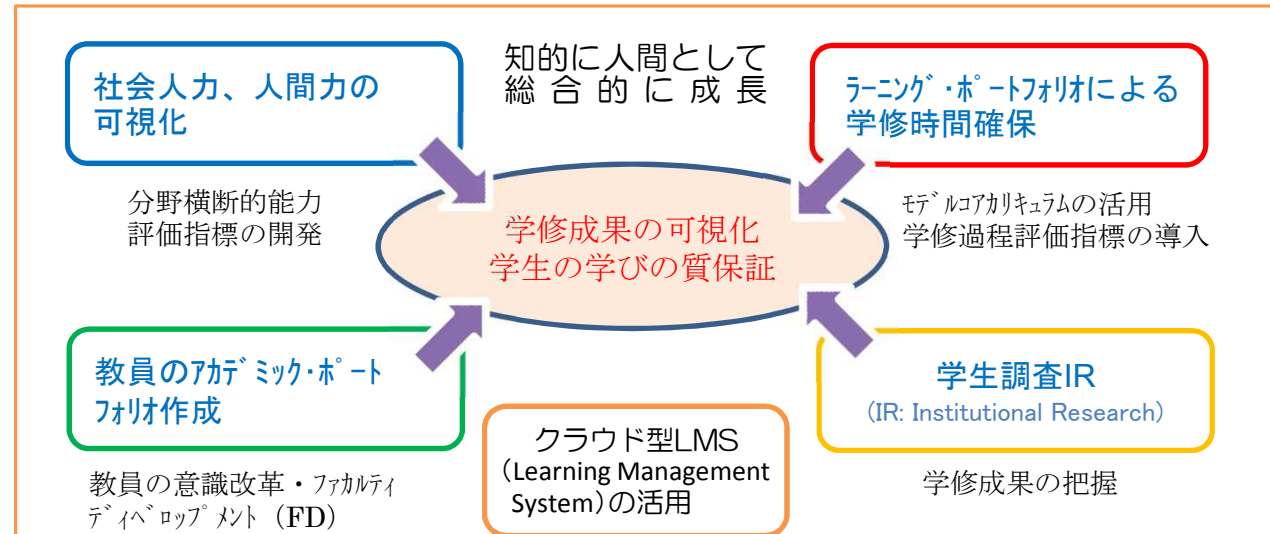 知的に人間として
総合的に成長
社会人力、人間力の
可視化
分野横断的能力
評価指標の開発
ﾗｰﾆﾝｸﾞ・ﾎﾟｰﾄﾌｫﾘｵによる
学修時間確保
ﾓﾃﾞﾙｺｱｶﾘｷｭﾗﾑの活用
学修過程評価指標の導入
学修成果の可視化
学生の学びの質保証
教員のｱｶﾃﾞﾐｯｸ・ﾎﾟｰﾄ
ﾌｫﾘｵ作成
教員の意識改革・ﾌｧｶﾙﾃｨ
ﾃﾞｨﾍﾞﾛｯﾌﾟﾒﾝﾄ（FD）
クラウド型LMS
（Learning Management
System）の活用
学生調査IR
（IR: Institutional Research）
学修成果の把握